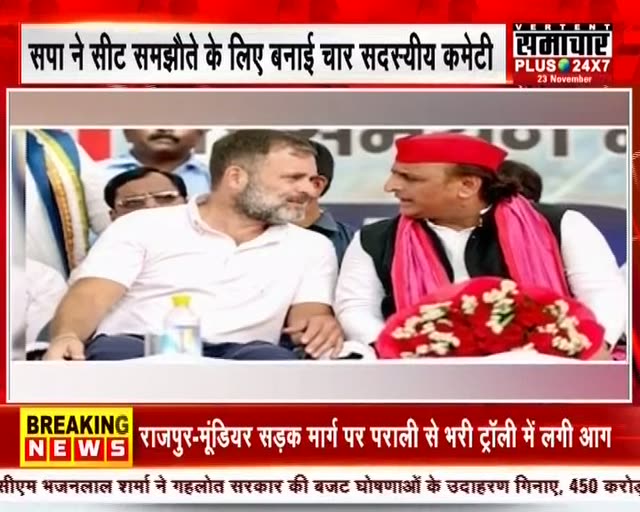 सपा ने सीट समझौते के लिए बनाई चार सदस्यीय कमेटी
VERTENT
समाचार
PLUS 24X7
23 November
BREAKING
NEWS
राजपुर-मूंडियर सड़क मार्ग पर पराली से भरी ट्रॉली में लगी आग
सीएम भजनलाल शर्मा ने गहलोत सरकार की बजट घोषणाओं के उदाहरण गिनाए, 450 करोड़